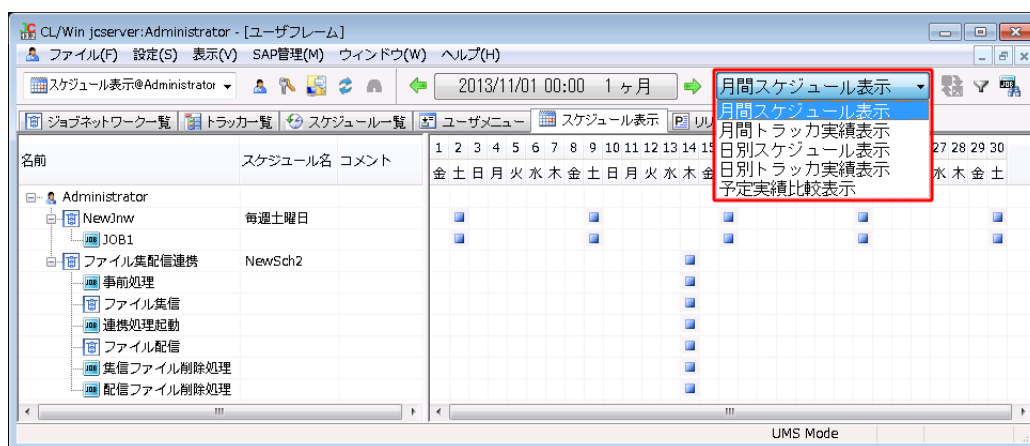 CL/Win jcserver:Administrator - [ユーザフレーム]
ファイル(F) 設定(S) 表示(V) SAP管理(M) ウィンドウ(W) ヘルプ(H)
スケジュール表示@Administrator 2013/11/01 00:00 1 ヶ月 月間スケジュール表示
月間スケジュール表示
月間トラッカ実績表示
日別スケジュール表示
日別トラッカ実績表示
予定実績比較表示
ジョブネットワーク一覧 トラッカ一覧 スケジュール一覧 ユーザメニュー スケジュール表示 リリ
名前 スケジュール名 コメント
1 2 3 4 5 6 7 8 9 10 11 12 13 14 15 27 28 29 30
金 土 日 月 火 水 木 金 土 日 月 火 水 木 金 水 木 金 土
Administrator
NewJnw 毎週土曜日
JOB1
ファイル集配信連携 NewSch2
事前処理
ファイル集信
連携処理起動
ファイル配信
集信ファイル削除処理
配信ファイル削除処理
UMS Mode